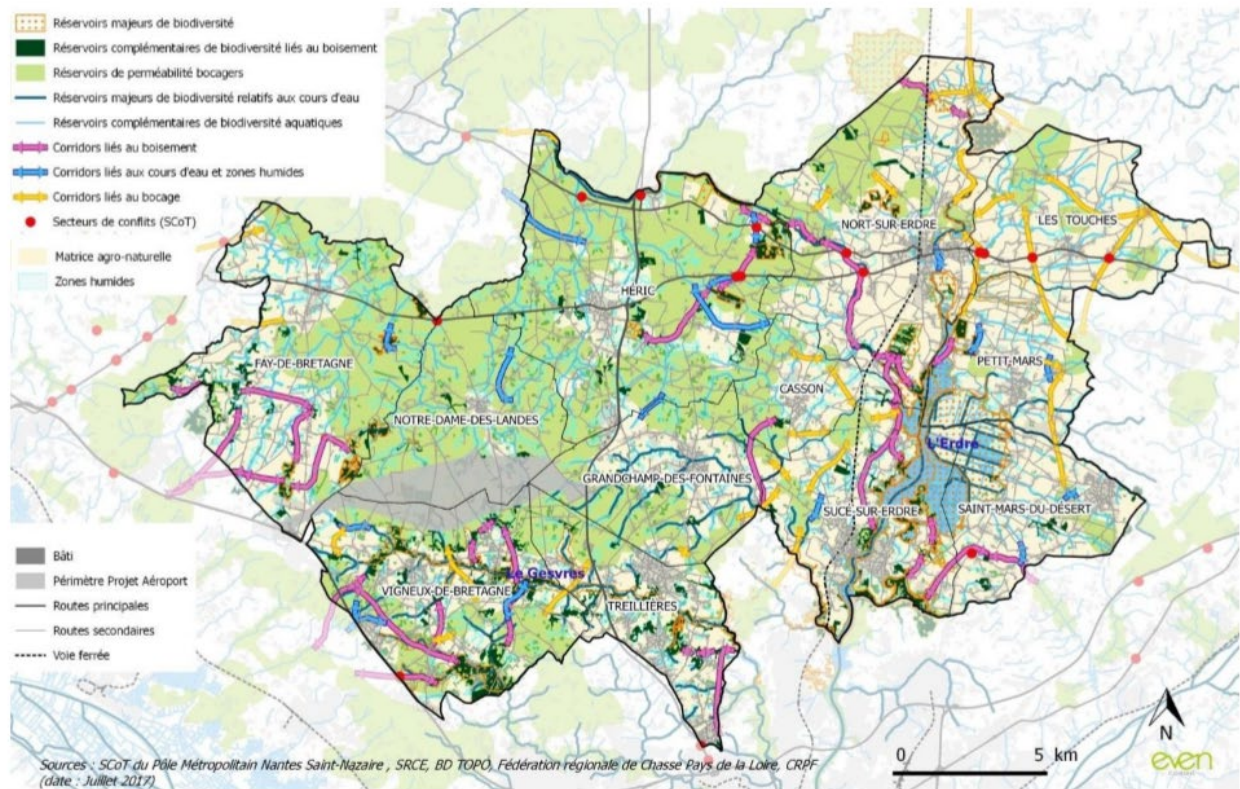 Réservoirs majeurs de biodiversité
Réservoirs complémentaires de biodiversité liés au boisement
Réservoirs de perméabilité bocagers
Réservoirs majeurs de biodiversité relatifs aux cours d'eau
Réservoirs complémentaires de biodiversité aquatiques
Corridors liés au boisement
Corridors liés aux cours d'eau et zones humides
Corridors liés au bocage
Secteurs de conflits (SCoT)
Matrice agro-naturelle
Zones humides
NORT-SUR-ERDRE
LES TOUCHES
HÉRIC
FAY-DE-BRETAGNE
PETIT-MARS
CASSON
NOTRE-DAME-DES-LANDES
L'Erdre
GRANDCHAMP-DES-FONTAINES
SUCÉ-SUR-ERDRE
SAINT-MARS-DU-DÉSERT
Le Gesvres
VIGNEUX-DE-BRETAGNE
TREILLIÈRES
Bâti
Périmètre Projet Aéroport
Routes principales
Routes secondaires
Voie ferrée
N
0 5 km
even
Sources : SCoT du Pôle Métropolitain Nantes Saint-Nazaire , SRCE, BD TOPO, Fédération régionale de Chasse Pays de la Loire, CRPF
(date : Juillet 2017)